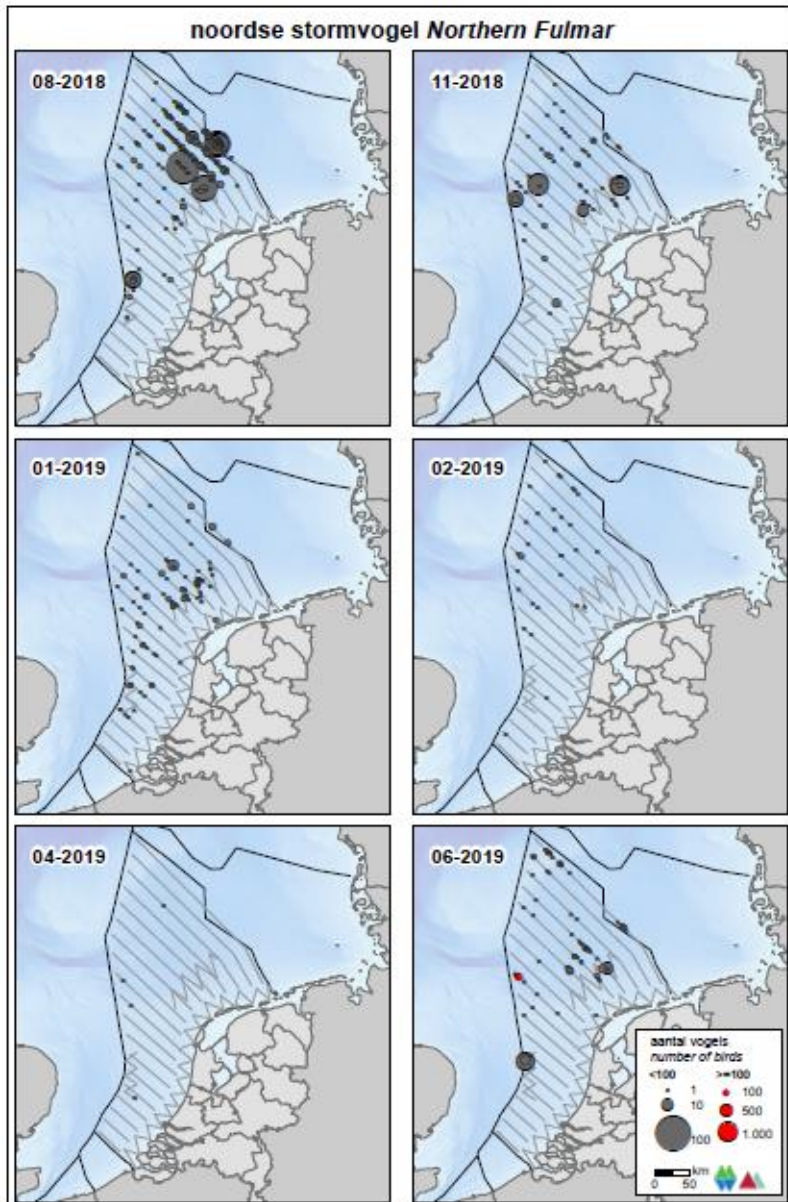 noordse stormvogel Northern Fulmar
08-2018
11-2018
01-2019
02-2019
04-2019
06-2019
aantal vogels
number of birds
<100 >=100
1 100
10 500
100 1.000
km
0 50